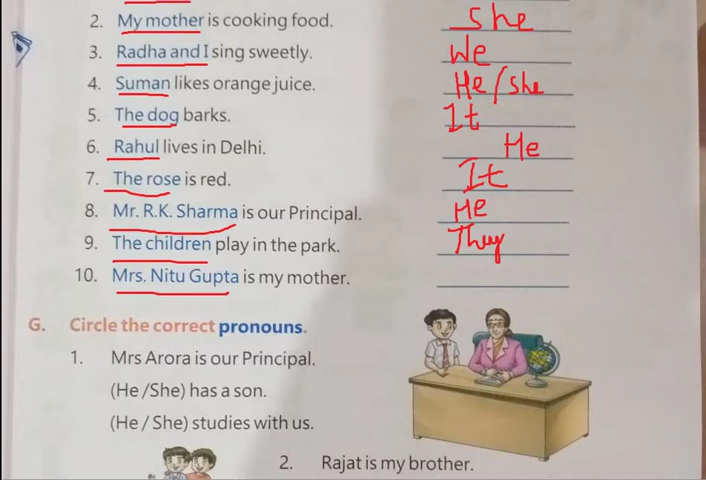 2. My mother is cooking food. She
3. Radha and I sing sweetly. We
4. Suman likes orange juice. He/she
5. The dog barks. It
6. Rahul lives in Delhi. He
7. The rose is red. It
8. Mr. R.K. Sharma is our Principal. He
9. The children play in the park. They
10. Mrs. Nitu Gupta is my mother.
G. Circle the correct pronouns.
1. Mrs Arora is our Principal.
(He /She) has a son.
(He / She) studies with us.
2. Rajat is my brother.